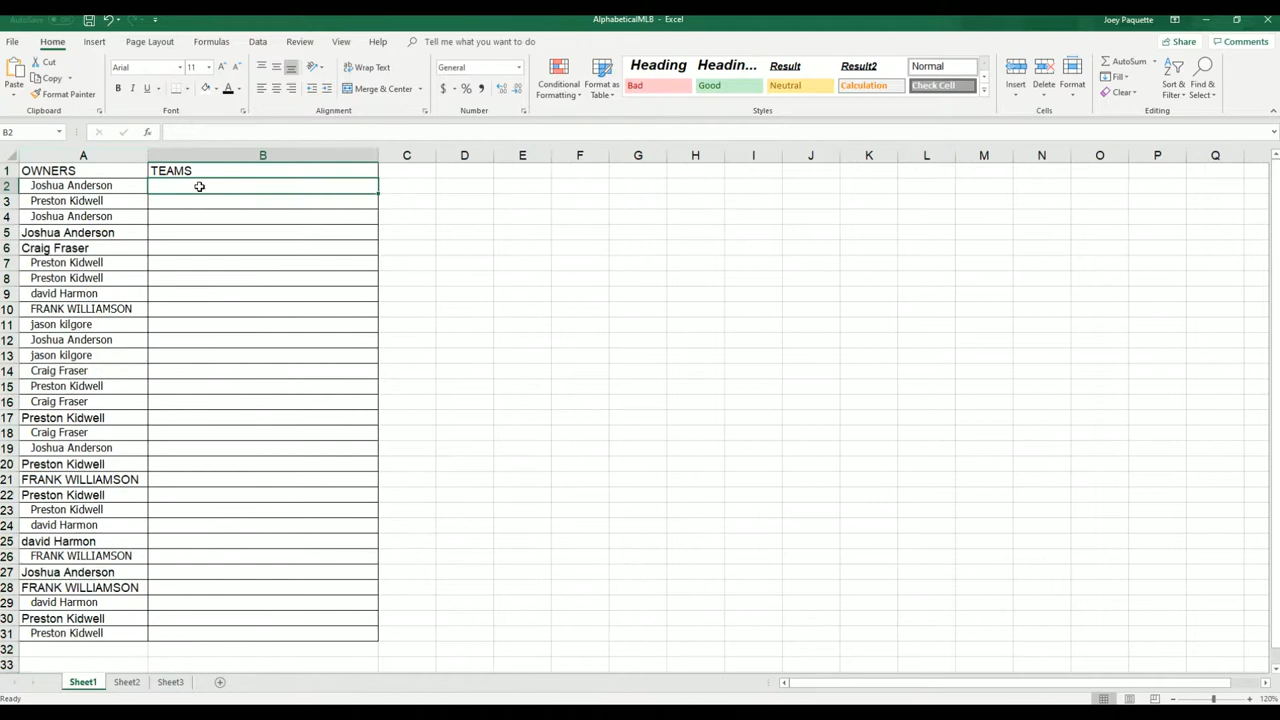 AutoSave Off AlphabeticalMLB - Excel Joey Paquette
File Home Insert Page Layout Formulas Data Review View Help Tell me what you want to do Share Comments
Paste Cut Copy Format Painter Clipboard
Arial 11 A A B I U A Font
Wrap Text Merge & Center Alignment
General $ % , Number
Conditional Formatting Format as Table
Heading Headin... Result Result2 Normal
Bad Good Neutral Calculation Check Cell
Styles
Insert Delete Format Cells
AutoSum Fill Clear Sort & Filter Find & Select Editing
B2 fx
A B C D E F G H I J K L M N O P Q
1 OWNERS TEAMS
2 Joshua Anderson
3 Preston Kidwell
4 Joshua Anderson
5 Joshua Anderson
6 Craig Fraser
7 Preston Kidwell
8 Preston Kidwell
9 david Harmon
10 FRANK WILLIAMSON
11 jason kilgore
12 Joshua Anderson
13 jason kilgore
14 Craig Fraser
15 Preston Kidwell
16 Craig Fraser
17 Preston Kidwell
18 Craig Fraser
19 Joshua Anderson
20 Preston Kidwell
21 FRANK WILLIAMSON
22 Preston Kidwell
23 Preston Kidwell
24 david Harmon
25 david Harmon
26 FRANK WILLIAMSON
27 Joshua Anderson
28 FRANK WILLIAMSON
29 david Harmon
30 Preston Kidwell
31 Preston Kidwell
32
33
Sheet1 Sheet2 Sheet3
Ready 120%